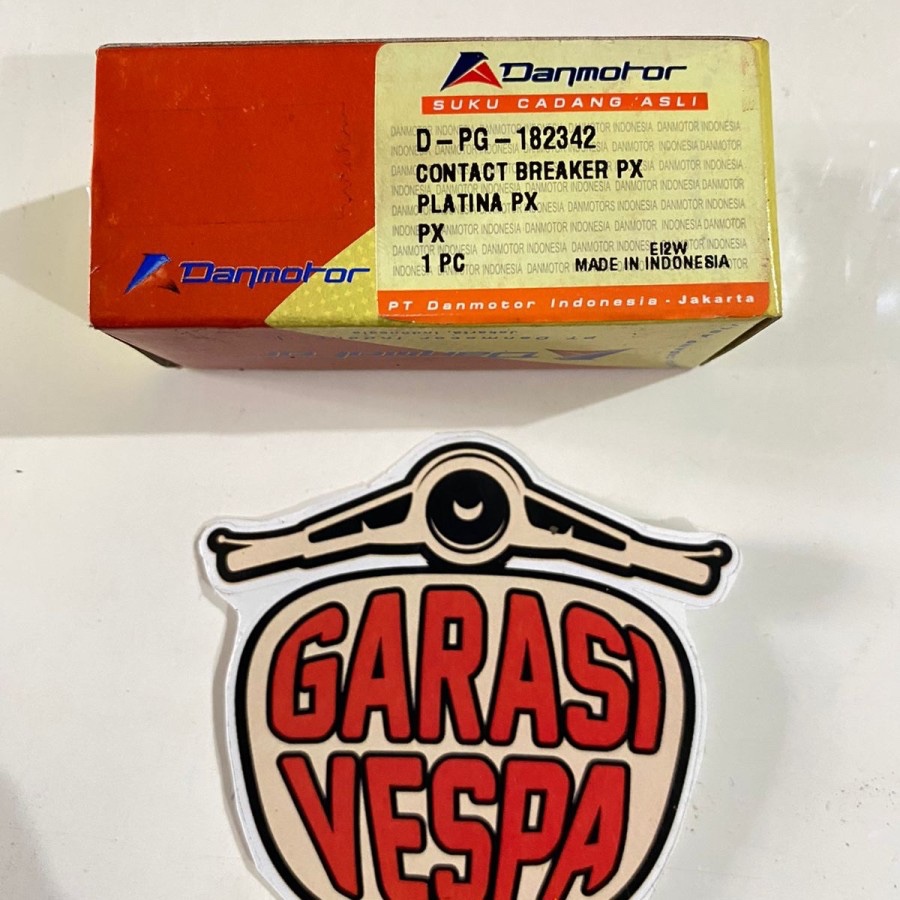 Danmotor
SUKU CADANG ASLI
D-PG-182342
CONTACT BREAKER PX
PLATINA PX
PX
1 PC
E12W
MADE IN INDONESIA
PT Danmotor Indonesia - Jakarta
Danmotor
GARASI
VESPA